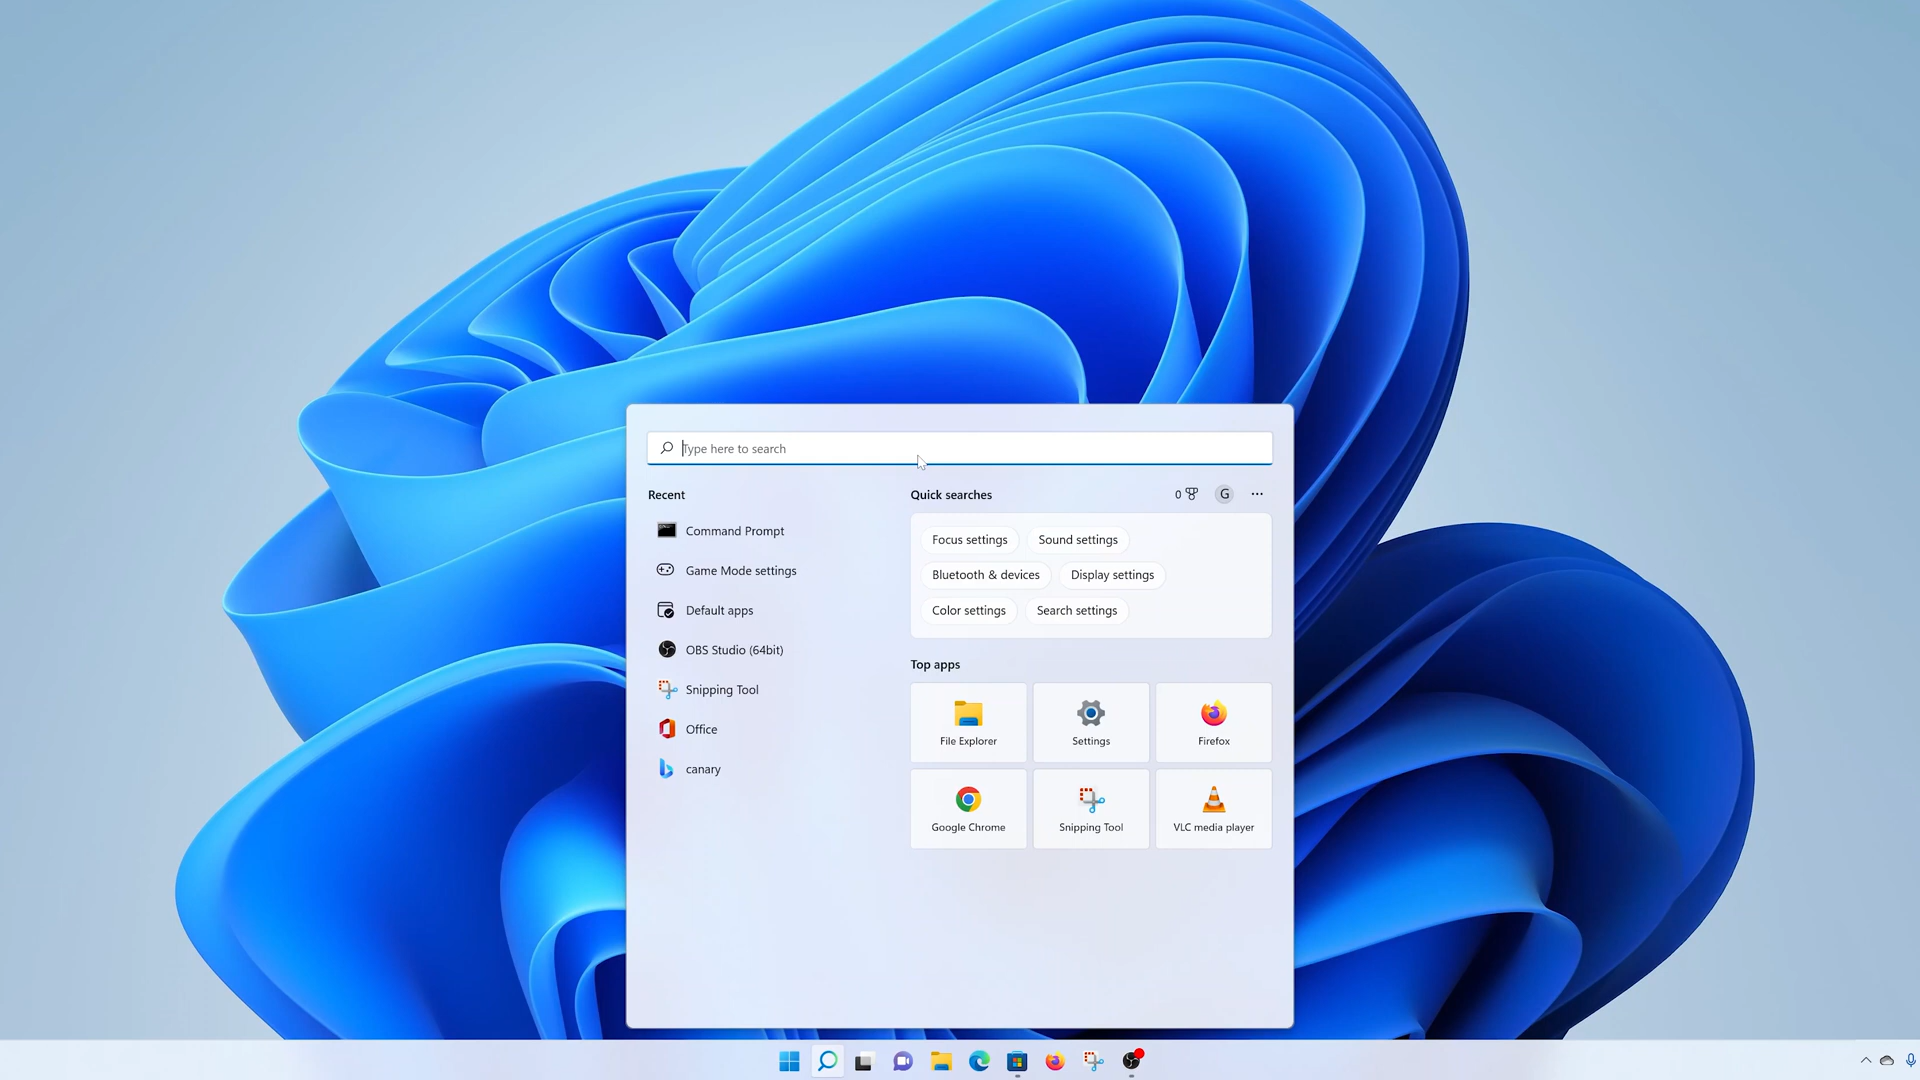 Type here to search
Recent
Command Prompt
Game Mode settings
Default apps
OBS Studio (64bit)
Snipping Tool
Office
canary
Quick searches
0
G
Focus settings
Sound settings
Bluetooth & devices
Display settings
Color settings
Search settings
Top apps
File Explorer
Settings
Firefox
Google Chrome
Snipping Tool
VLC media player